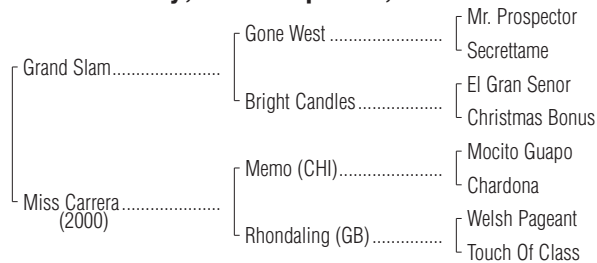 Mr. Prospector
Gone West
Secrettame
Grand Slam
El Gran Senor
Bright Candles
Christmas Bonus
Mocito Guapo
Memo (CHI)
Chardona
Miss Carrera
(2000)
Welsh Pageant
Rhondaling (GB)
Touch Of Class